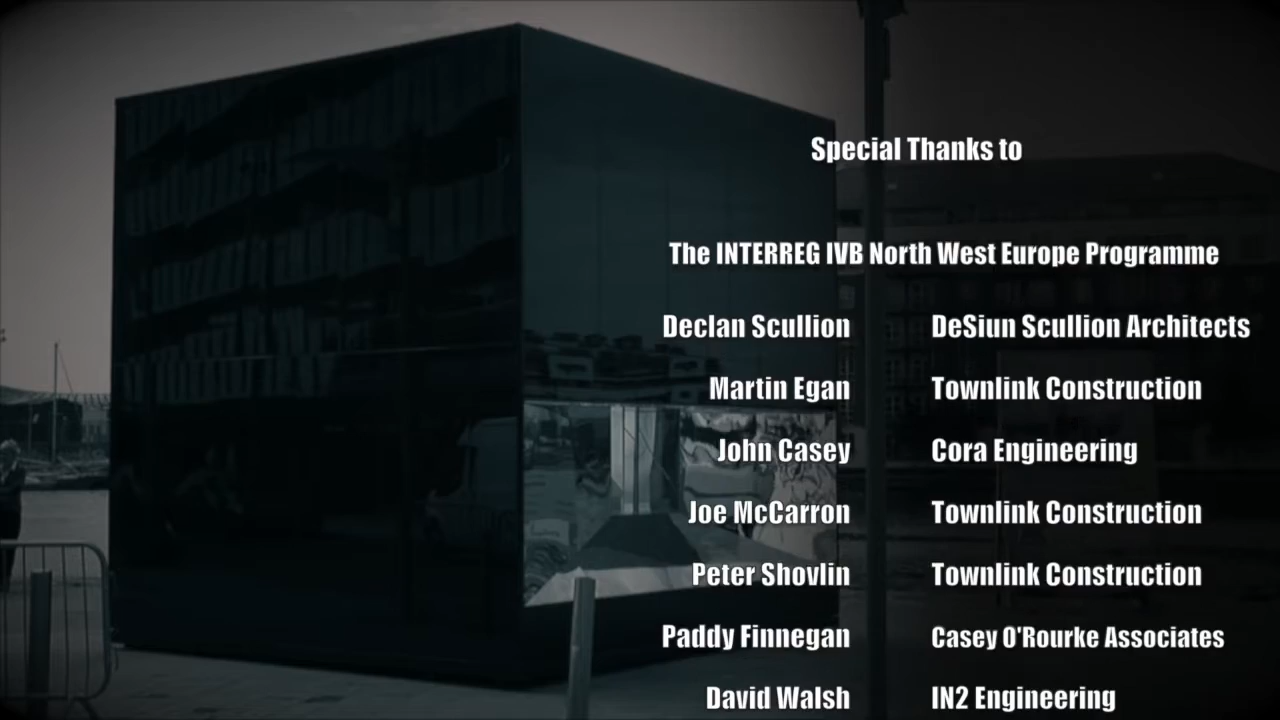 Special Thanks to
The INTERREG IVB North West Europe Programme
Declan Scullion DeSiun Scullion Architects
Martin Egan Townlink Construction
John Casey Cora Engineering
Joe McCarron Townlink Construction
Peter Shovlin Townlink Construction
Paddy Finnegan Casey O'Rourke Associates
David Walsh IN2 Engineering